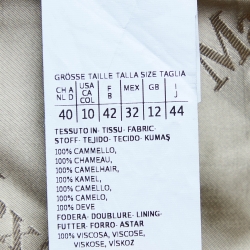 GRÖSSE TAILLE TALLA SIZE TAGLIA
CH A USA F MEX GB I
NL D CA COL B J
40 10 42 32 12 44
TESSUTO IN- TISSU- FABRIC-
STOFF- TEJIDO- TECIDO- KUMAŞ
100% CAMMELLO,
100% CHAMEAU,
100% CAMELHAIR,
100% KAMEL,
100% CAMELLO,
100% CAMELO,
100% DEVE
FODERA- DOUBLURE- LINING-
FUTTER- FORRO- ASTAR
100% VISCOSA, VISCOSE,
VISKOSE, VİSKOZ